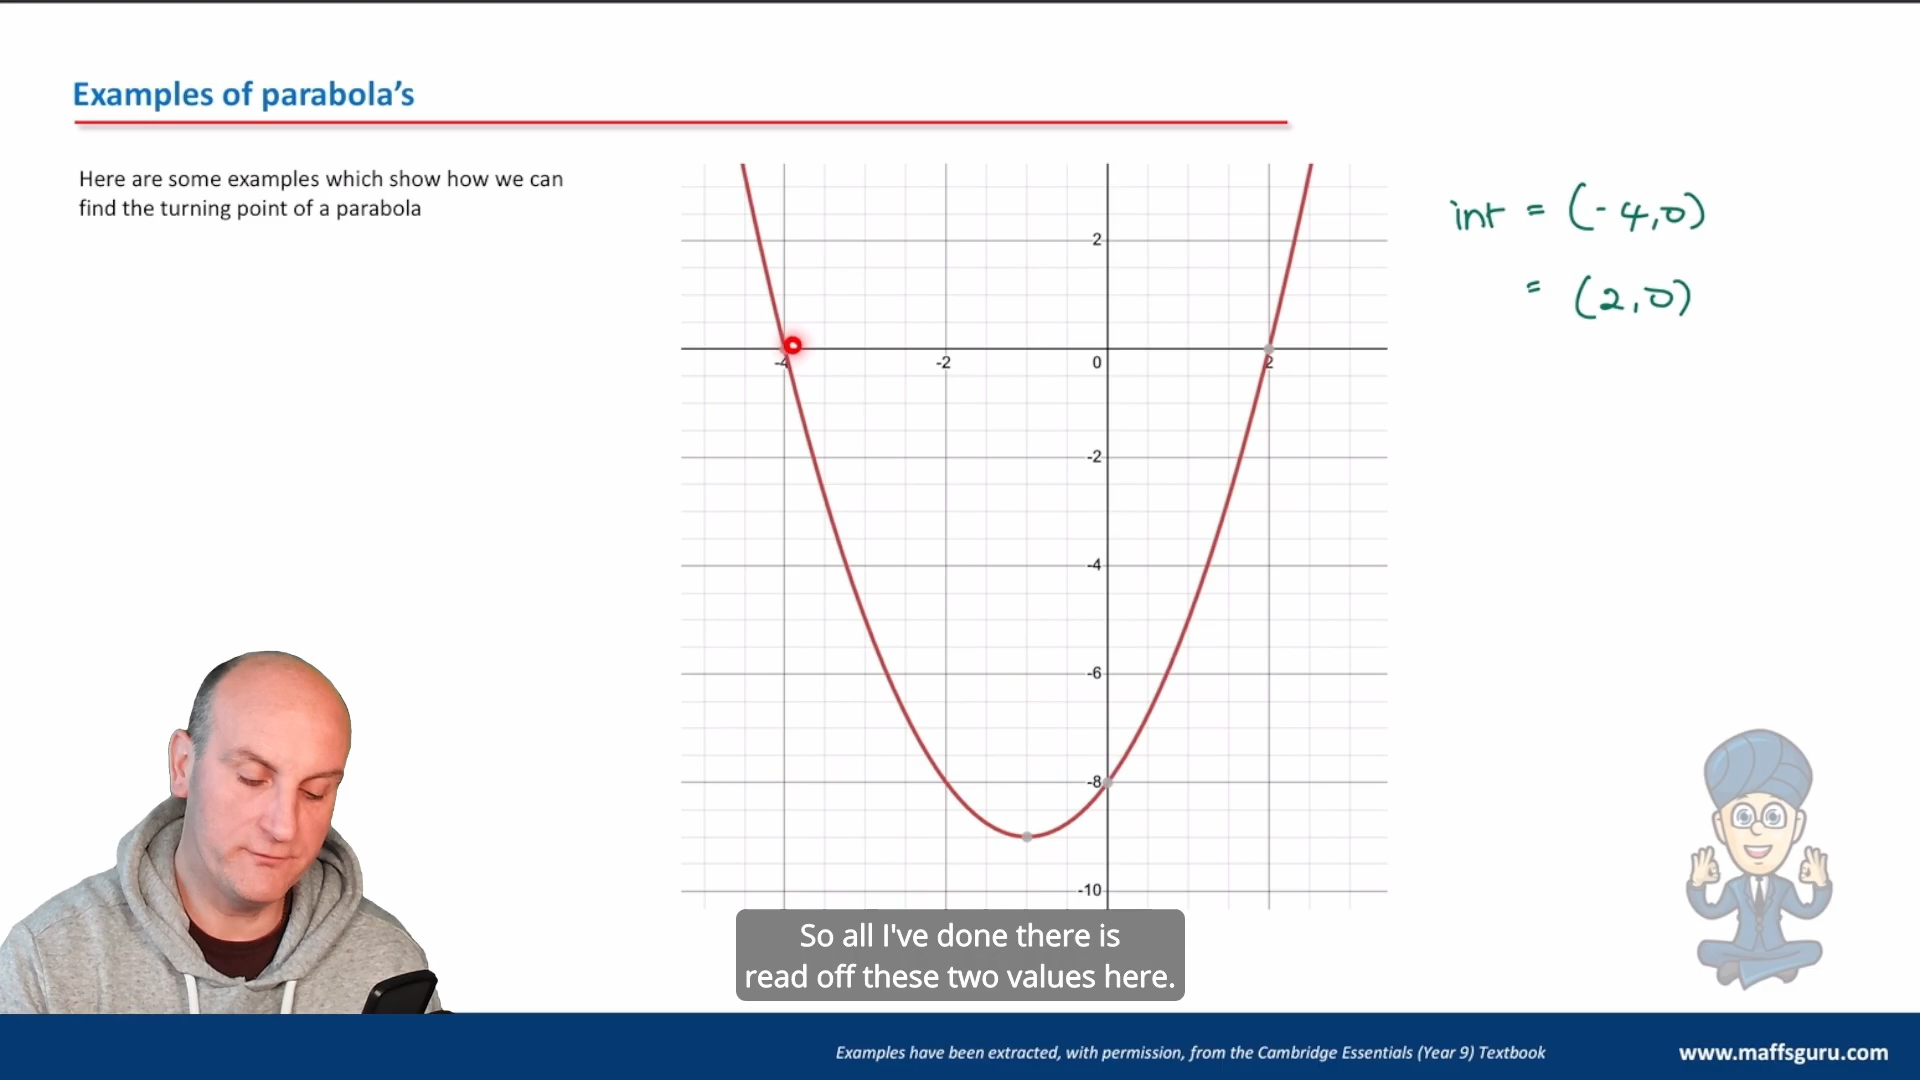 Examples of parabola's
Here are some examples which show how we can
find the turning point of a parabola
int = (-4,0)
= (2,0)
2
-4
-2
0
2
-2
-4
-6
-8
-10
So all I've done there is
read off these two values here.
Examples have been extracted, with permission, from the Cambridge Essentials (Year 9) Textbook
www.maffsguru.com